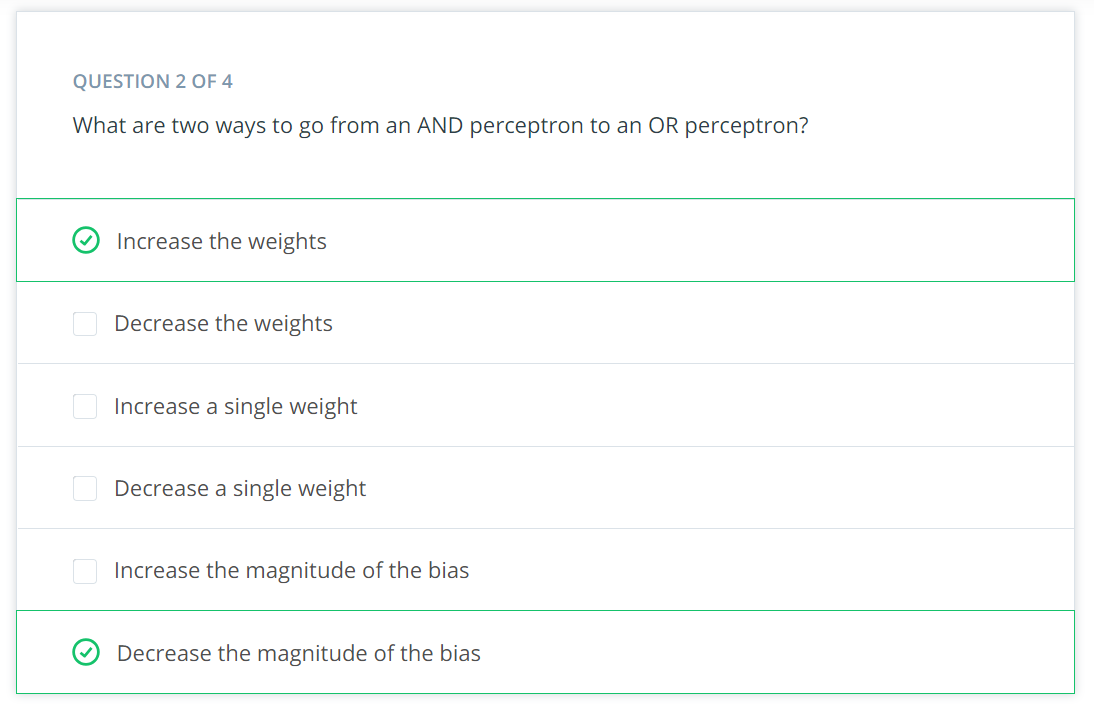 QUESTION 2 OF 4
What are two ways to go from an AND perceptron to an OR perceptron?
Increase the weights
Decrease the weights
Increase a single weight
Decrease a single weight
Increase the magnitude of the bias
Decrease the magnitude of the bias